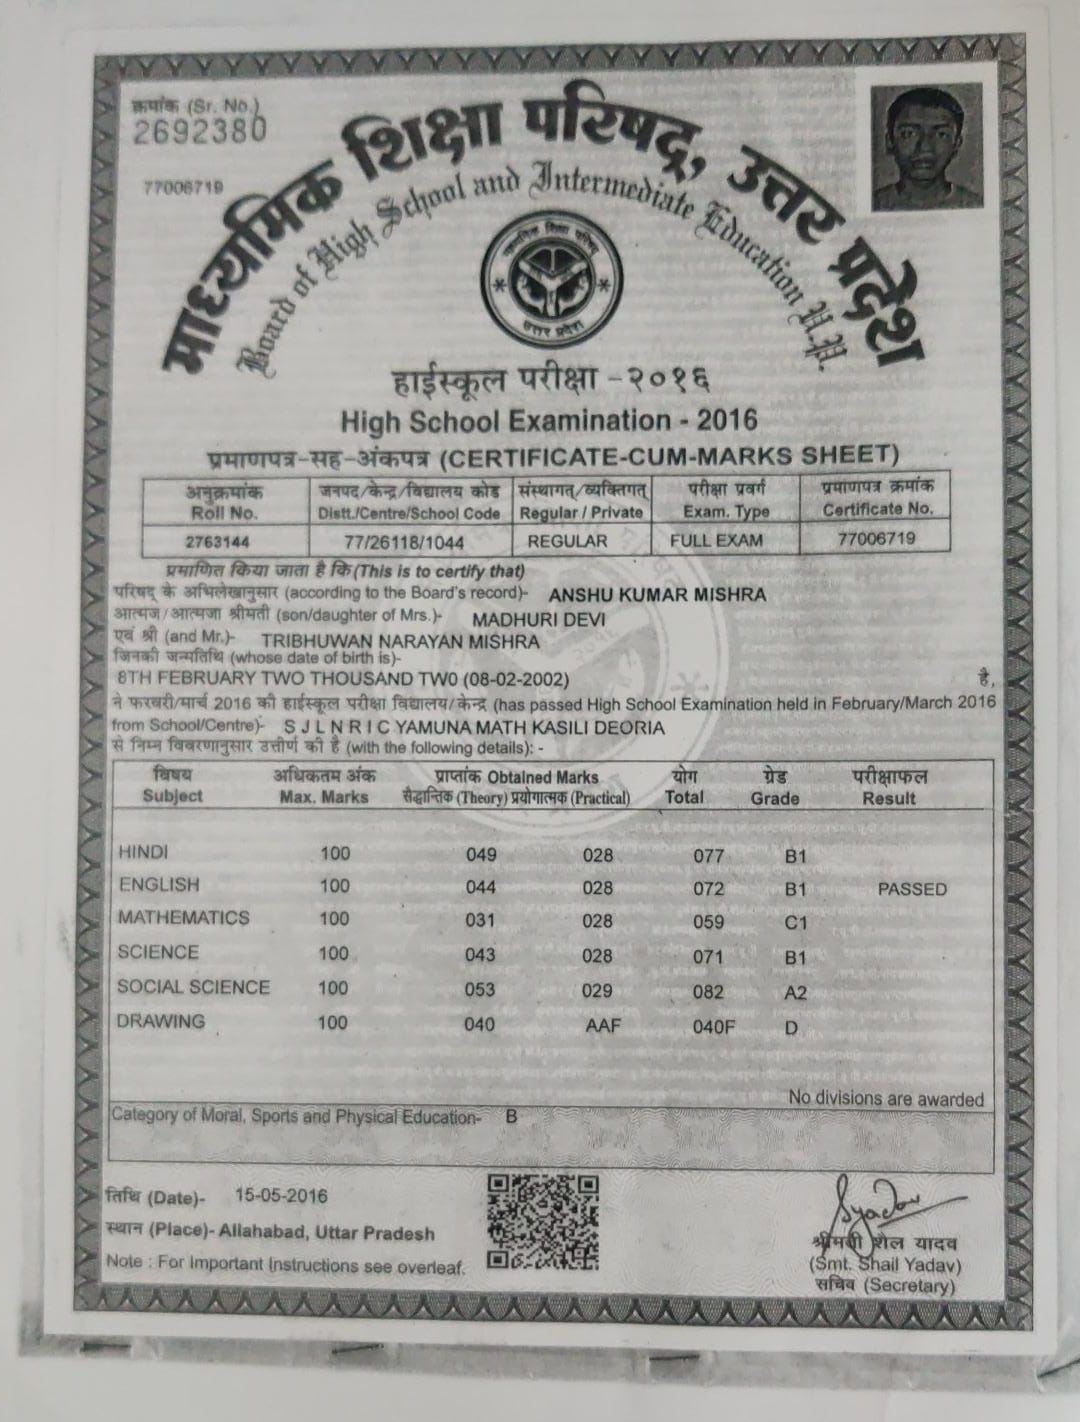 क्रमांक (Sr. No.)
2692380
77006719
माध्यमिक शिक्षा परिषद्, उत्तर प्रदेश
Board of High School and Intermediate Education U.P.
माध्यमिक शिक्षा परिषद्
उत्तर प्रदेश
हाईस्कूल परीक्षा -२०१६
High School Examination - 2016
प्रमाणपत्र-सह-अंकपत्र (CERTIFICATE-CUM-MARKS SHEET)
अनुक्रमांक जनपद/केन्द्र/विद्यालय कोड संस्थागत्/व्यक्तिगत् परीक्षा प्रवर्ग प्रमाणपत्र क्रमांक
Roll No. Distt./Centre/School Code Regular / Private Exam. Type Certificate No.
2763144 77/26118/1044 REGULAR FULL EXAM 77006719
प्रमाणित किया जाता है कि (This is to certify that)
परिषद् के अभिलेखानुसार (according to the Board's record)- ANSHU KUMAR MISHRA
आत्मज/आत्मजा श्रीमती (son/daughter of Mrs.)- MADHURI DEVI
एवं श्री (and Mr.)- TRIBHUWAN NARAYAN MISHRA
जिनकी जन्मतिथि (whose date of birth is)-
8TH FEBRUARY TWO THOUSAND TW0 (08-02-2002) है,
ने फरवरी/मार्च 2016 की हाईस्कूल परीक्षा विद्यालय/केन्द्र (has passed High School Examination held in February/March 2016
from School/Centre)- S J L N R I C YAMUNA MATH KASILI DEORIA
से निम्न विवरणानुसार उत्तीर्ण की है (with the following details): -
विषय अधिकतम अंक प्राप्तांक Obtained Marks योग ग्रेड परीक्षाफल
Subject Max. Marks सैद्धान्तिक (Theory) प्रयोगात्मक (Practical) Total Grade Result
HINDI 100 049 028 077 B1
ENGLISH 100 044 028 072 B1 PASSED
MATHEMATICS 100 031 028 059 C1
SCIENCE 100 043 028 071 B1
SOCIAL SCIENCE 100 053 029 082 A2
DRAWING 100 040 AAF 040F D
No divisions are awarded
Category of Moral, Sports and Physical Education- B
तिथि (Date)- 15-05-2016
स्थान (Place)- Allahabad, Uttar Pradesh
Note : For Important Instructions see overleaf.
Syadav
श्रीमती शैल यादव
(Smt. Shail Yadav)
सचिव (Secretary)